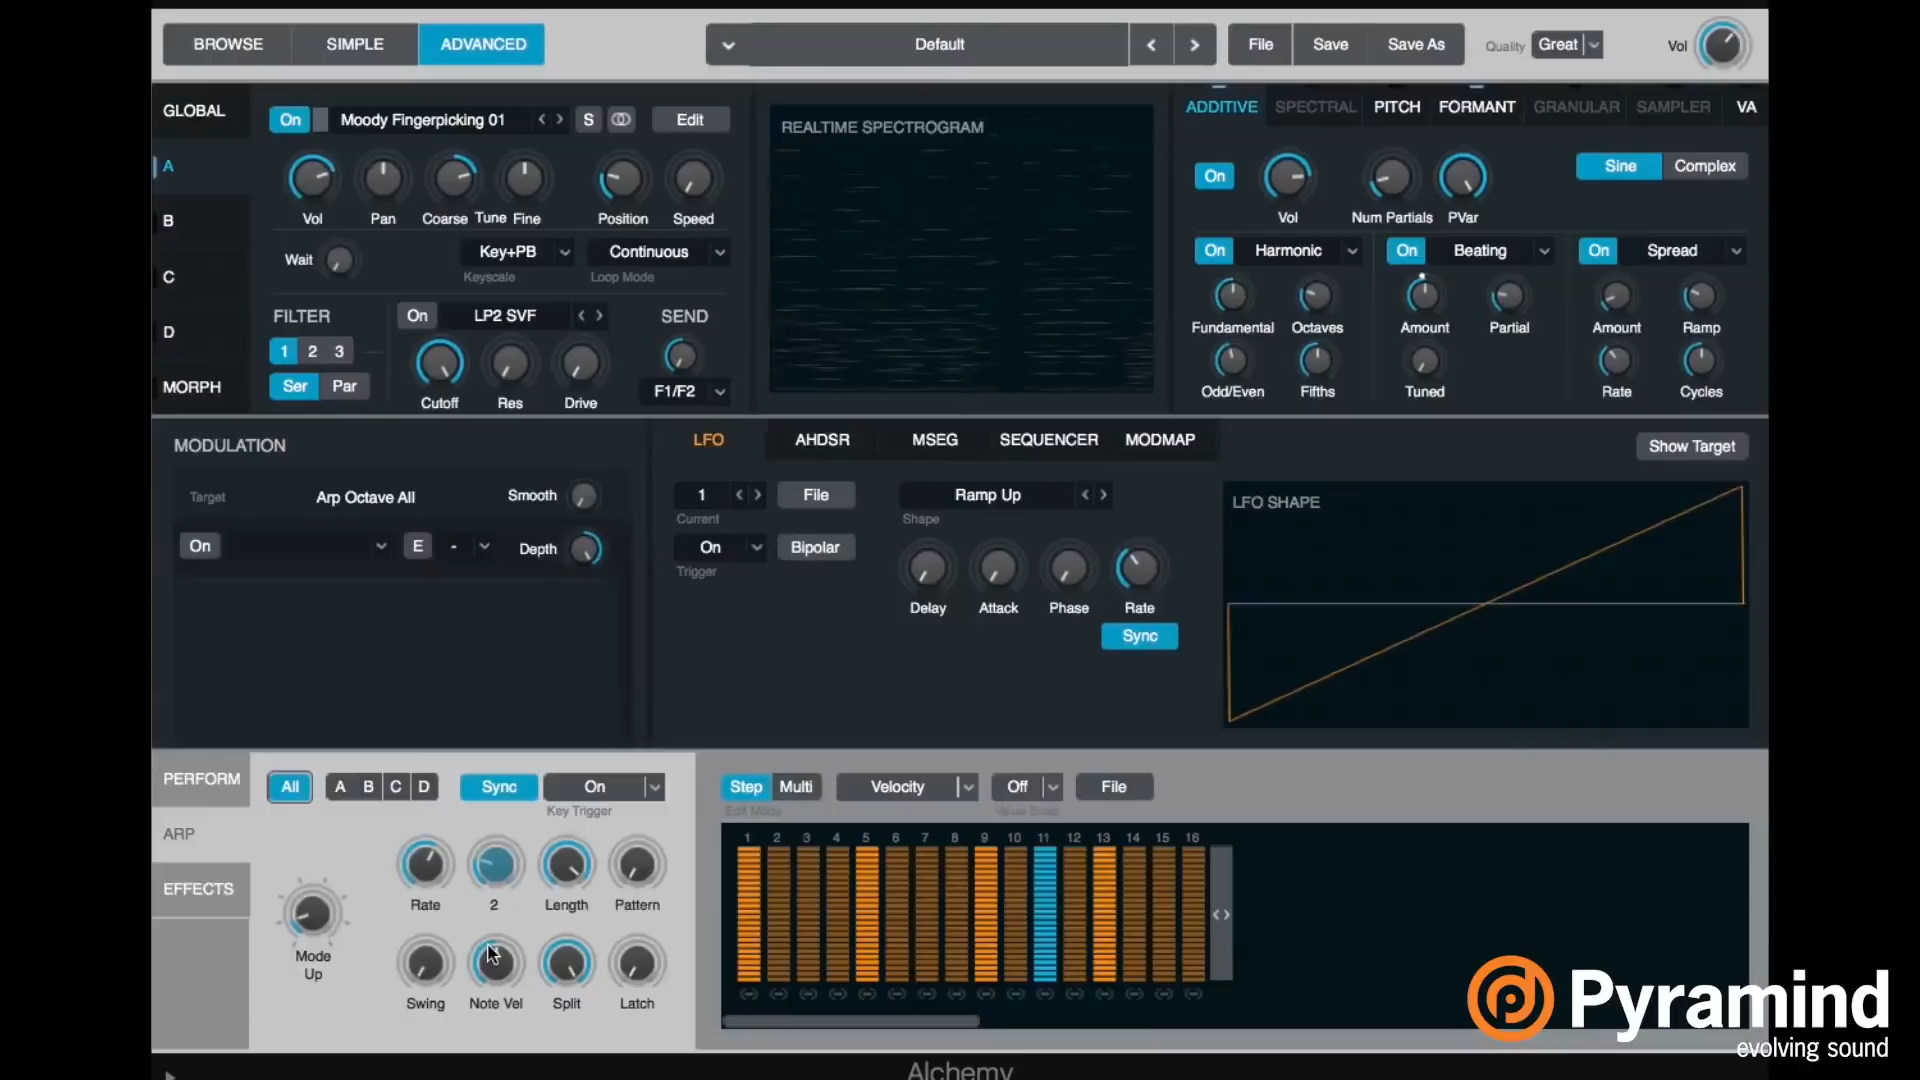 BROWSE SIMPLE ADVANCED Default File Save Save As Quality Great Vol
GLOBAL On Moody Fingerpicking 01 S Edit
A
B
C
D
MORPH
Vol Pan Coarse Tune Fine Position Speed
Wait Key+PB Continuous
Keyscale Loop Mode
FILTER On LP2 SVF SEND
1 2 3
Ser Par F1/F2
Cutoff Res Drive
REALTIME SPECTROGRAM
ADDITIVE SPECTRAL PITCH FORMANT GRANULAR SAMPLER VA
On Sine Complex
Vol Num Partials PVar
On Harmonic On Beating On Spread
Fundamental Octaves Amount Partial Amount Ramp
Odd/Even Fifths Tuned Rate Cycles
MODULATION
Target Arp Octave All Smooth
On E - Depth
LFO AHDSR MSEG SEQUENCER MODMAP Show Target
1 File Ramp Up
Current Shape
On Bipolar
Trigger
Delay Attack Phase Rate
Sync
LFO SHAPE
PERFORM
ARP
EFFECTS
All A B C D Sync On
Key Trigger
Rate 2 Length Pattern
Mode
Up
Swing Note Vel Split Latch
Step Multi Velocity Off File
Edit Mode Value Snap
1 2 3 4 5 6 7 8 9 10 11 12 13 14 15 16
Pyramind
evolving sound
Alchemy